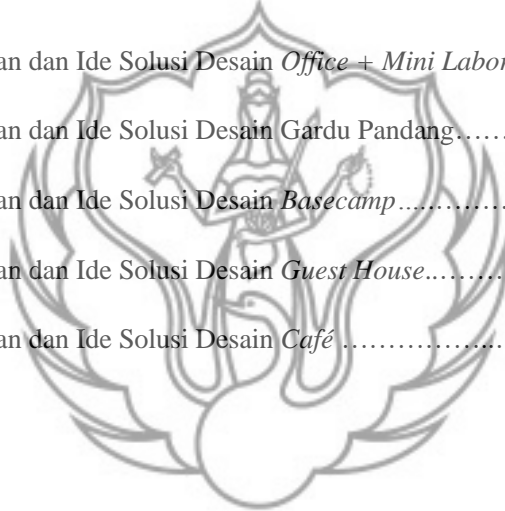 an dan Ide Solusi Desain Office + Mini Labor
an dan Ide Solusi Desain Gardu Pandang……
an dan Ide Solusi Desain Basecamp...………
an dan Ide Solusi Desain Guest House..……
an dan Ide Solusi Desain Café ……………..…